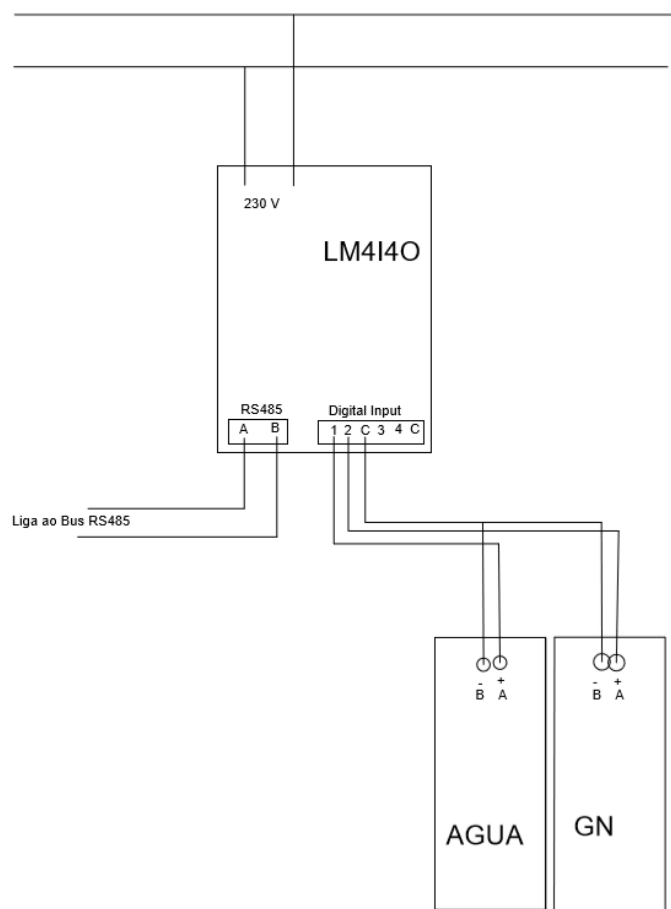 230 V
LM4I4O
RS485
Digital Input
A B
1 2 C 3 4 C
Liga ao Bus RS485
- +
B A
- +
B A
AGUA
GN